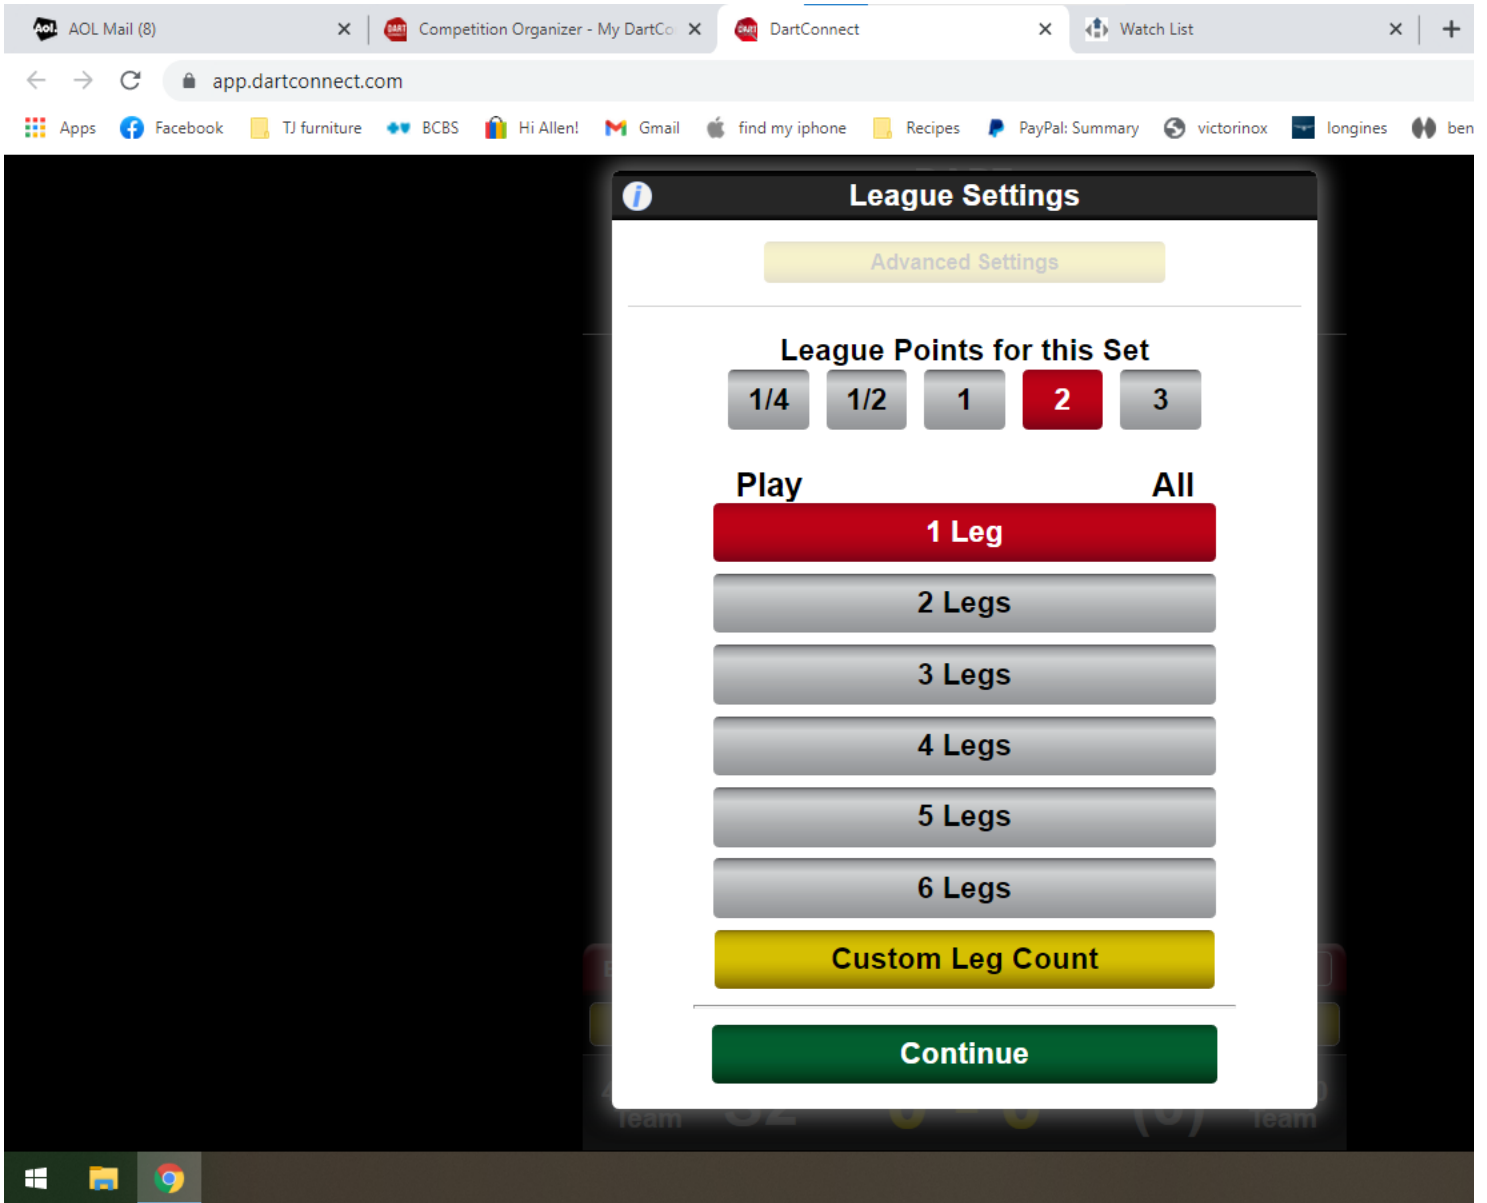 Aol. AOL Mail (8) Competition Organizer - My DartCo DartConnect Watch List
app.dartconnect.com
Apps Facebook TJ furniture BCBS Hi Allen! Gmail find my iphone Recipes PayPal: Summary victorinox longines ben
League Settings
Advanced Settings
League Points for this Set
1/4 1/2 1 2 3
Play All
1 Leg
2 Legs
3 Legs
4 Legs
5 Legs
6 Legs
Custom Leg Count
Continue
Team Team